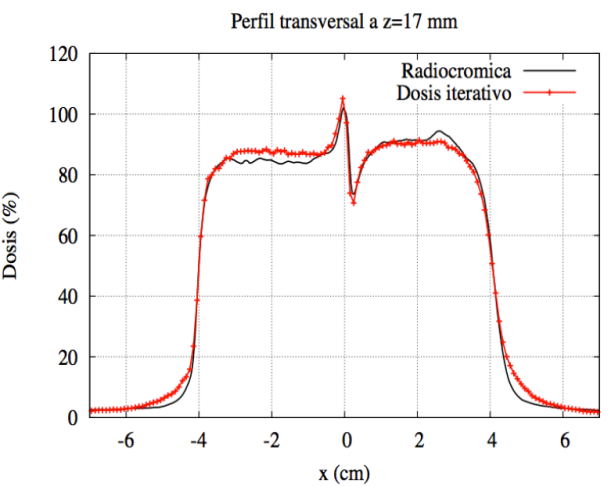 Perfil transversal a z=17 mm
Radiocromica
Dosis iterativo
Dosis (%)
120
100
80
60
40
20
0
-6 -4 -2 0 2 4 6
x (cm)